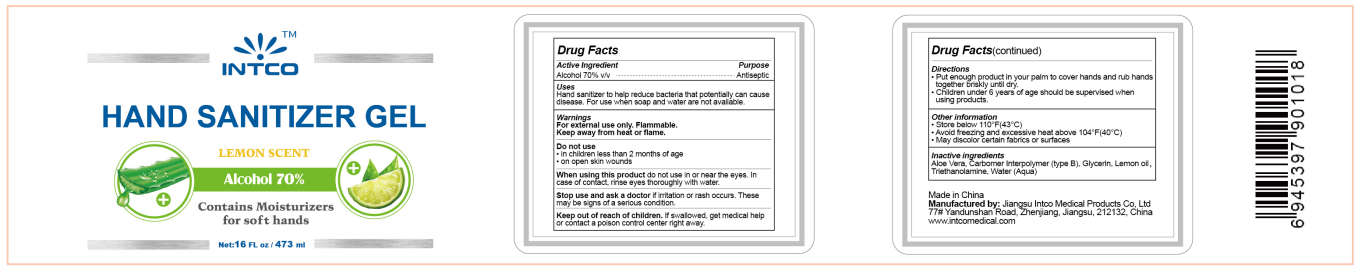 TM
INTCO
HAND SANITIZER GEL
LEMON SCENT
Alcohol 70%
Contains Moisturizers
for soft hands
Net:16 FL oz / 473 ml
Drug Facts
Active Ingredient Purpose
Alcohol 70% v/v Antiseptic
Uses
Hand sanitizer to help reduce bacteria that potentially can cause
disease. For use when soap and water are not available.
Warnings
For external use only. Flammable.
Keep away from heat or flame.
Do not use
• in children less than 2 months of age
• on open skin wounds
When using this product do not use in or near the eyes. In
case of contact, rinse eyes thoroughly with water.
Stop use and ask a doctor if irritation or rash occurs. These
may be signs of a serious condition.
Keep out of reach of children. If swallowed, get medical help
or contact a poison control center right away.
Drug Facts(continued)
Directions
• Put enough product in your palm to cover hands and rub hands
together briskly until dry.
• Children under 6 years of age should be supervised when
using products.
Other information
• Store below 110°F(43°C)
• Avoid freezing and excessive heat above 104°F(40°C)
• May discolor certain fabrics or surfaces
Inactive ingredients
Aloe Vera, Carbomer Interpolymer (type B), Glycerin, Lemon oil,
Triethanolamine, Water (Aqua)
Made in China
Manufactured by: Jiangsu Intco Medical Products Co, Ltd
77# Yandunshan Road, Zhenjiang, Jiangsu, 212132, China
www.intcomedical.com
6 945397 901018